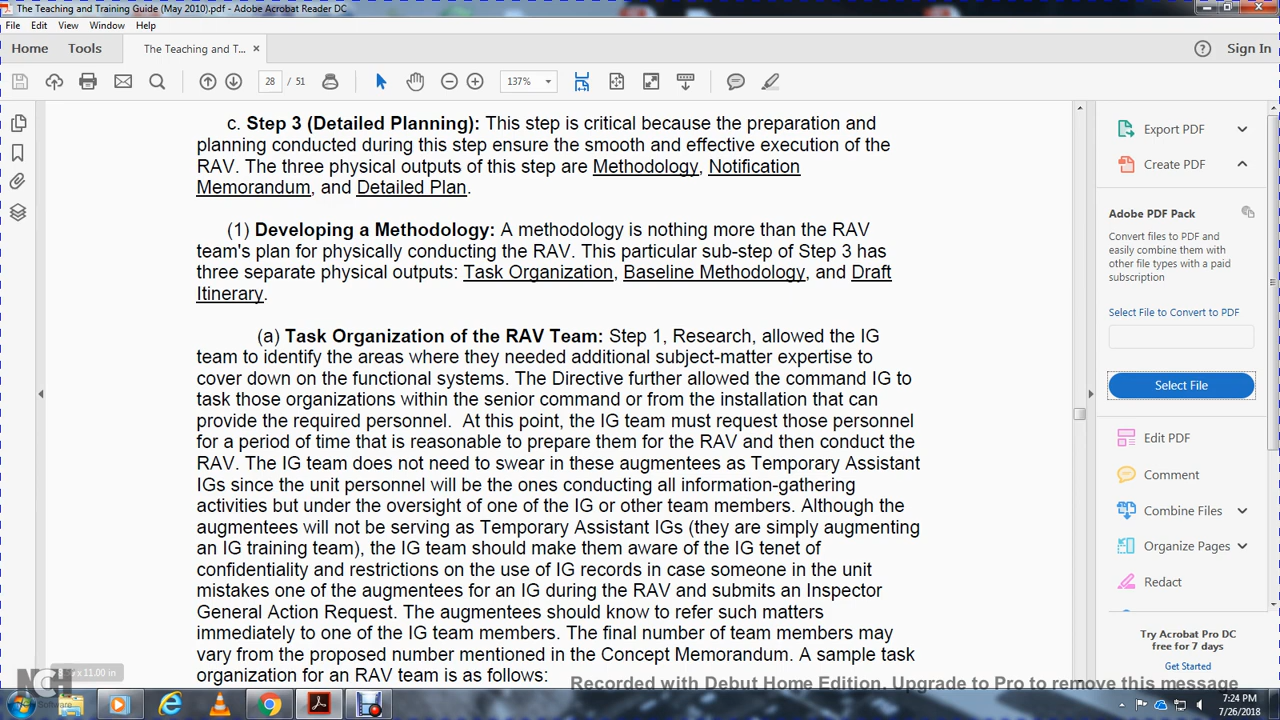 The Teaching and Training Guide (May 2010).pdf - Adobe Acrobat Reader DC
File Edit View Window Help
Home Tools The Teaching and T... × Sign In
28 / 51 137%
c. Step 3 (Detailed Planning): This step is critical because the preparation and
planning conducted during this step ensure the smooth and effective execution of the
RAV. The three physical outputs of this step are Methodology, Notification
Memorandum, and Detailed Plan.
(1) Developing a Methodology: A methodology is nothing more than the RAV
team's plan for physically conducting the RAV. This particular sub-step of Step 3 has
three separate physical outputs: Task Organization, Baseline Methodology, and Draft
Itinerary.
(a) Task Organization of the RAV Team: Step 1, Research, allowed the IG
team to identify the areas where they needed additional subject-matter expertise to
cover down on the functional systems. The Directive further allowed the command IG to
task those organizations within the senior command or from the installation that can
provide the required personnel. At this point, the IG team must request those personnel
for a period of time that is reasonable to prepare them for the RAV and then conduct the
RAV. The IG team does not need to swear in these augmentees as Temporary Assistant
IGs since the unit personnel will be the ones conducting all information-gathering
activities but under the oversight of one of the IG or other team members. Although the
augmentees will not be serving as Temporary Assistant IGs (they are simply augmenting
an IG training team), the IG team should make them aware of the IG tenet of
confidentiality and restrictions on the use of IG records in case someone in the unit
mistakes one of the augmentees for an IG during the RAV and submits an Inspector
General Action Request. The augmentees should know to refer such matters
immediately to one of the IG team members. The final number of team members may
vary from the proposed number mentioned in the Concept Memorandum. A sample task
organization for an RAV team is as follows:
Export PDF
Create PDF
Adobe PDF Pack
Convert files to PDF and
easily combine them with
other file types with a paid
subscription
Select File to Convert to PDF
Select File
Edit PDF
Comment
Combine Files
Organize Pages
Redact
Try Acrobat Pro DC
free for 7 days
Get Started
x 11.00 in
NCH
Software
Recorded with Debut Home Edition. Upgrade to Pro to remove this message
7:24 PM
7/26/2018